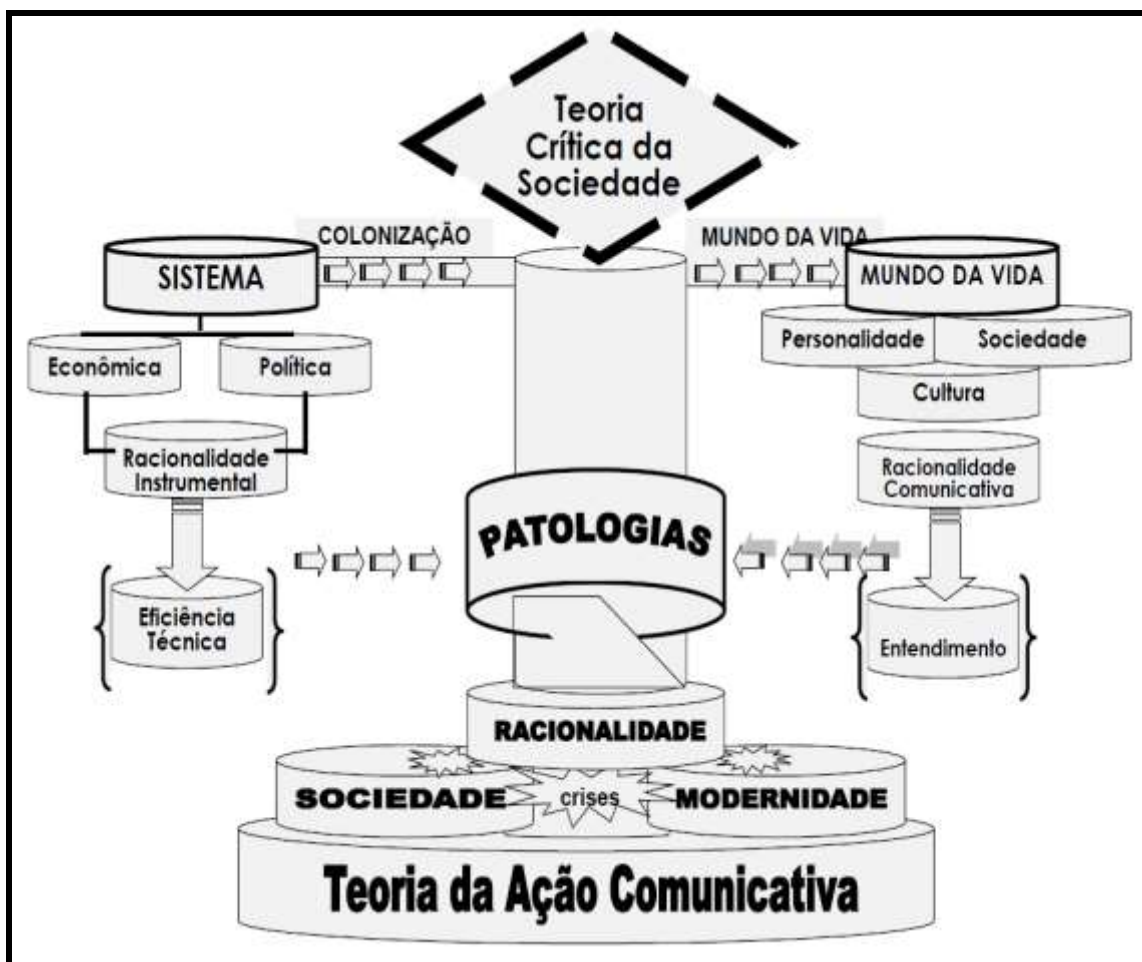 Teoria
Crítica da
Sociedade
COLONIZAÇÃO
MUNDO DA VIDA
SISTEMA
MUNDO DA VIDA
Econômica
Política
Personalidade
Sociedade
Cultura
Racionalidade
Instrumental
Racionalidade
Comunicativa
PATOLOGIAS
Eficiência
Técnica
Entendimento
RACIONALIDADE
SOCIEDADE
crises
MODERNIDADE
Teoria da Ação Comunicativa